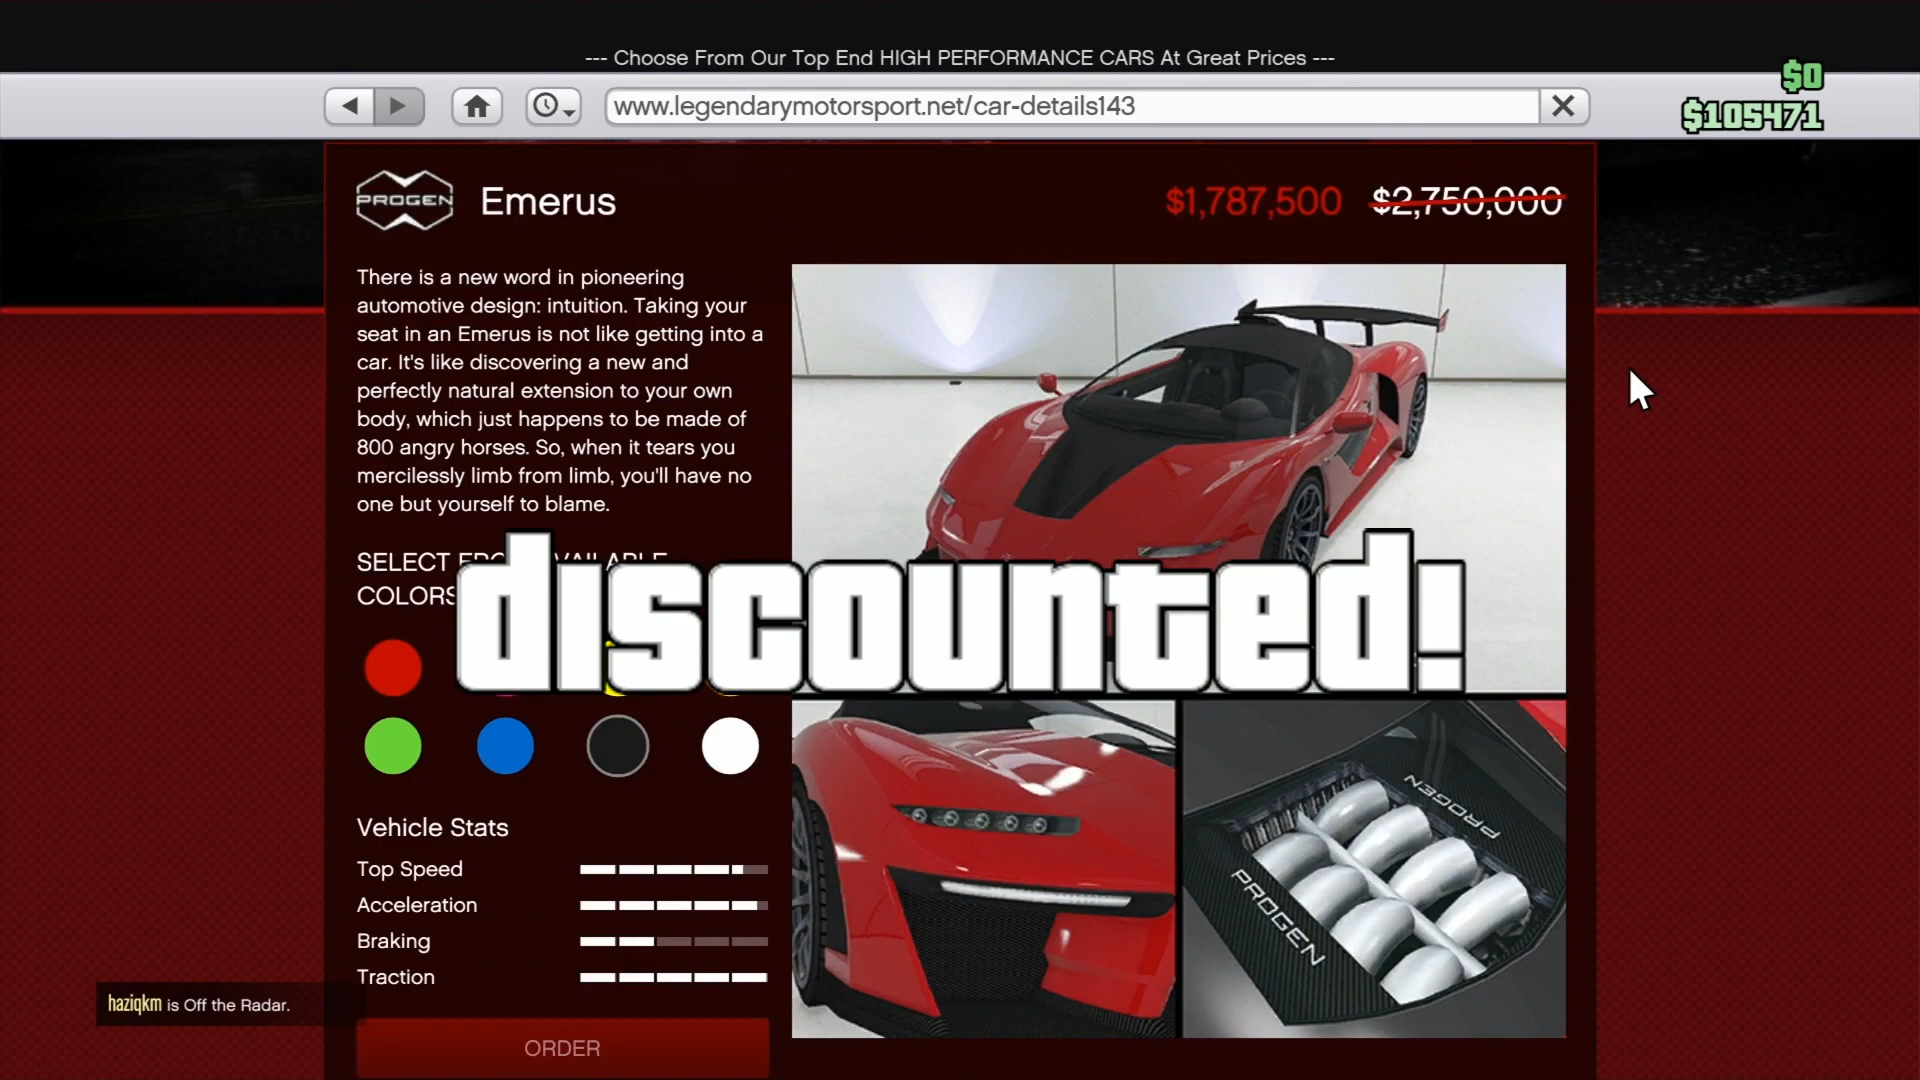 --- Choose From Our Top End HIGH PERFORMANCE CARS At Great Prices ---
$0
www.legendarymotorsport.net/car-details143
$105471
PROGEN
Emerus
$1,787,500 $2,750,000
There is a new word in pioneering
automotive design: intuition. Taking your
seat in an Emerus is not like getting into a
car. It's like discovering a new and
perfectly natural extension to your own
body, which just happens to be made of
800 angry horses. So, when it tears you
mercilessly limb from limb, you'll have no
one but yourself to blame.
SELECT FROM AVAILABLE
COLORS
discounted!
Vehicle Stats
Top Speed
Acceleration
Braking
Traction
PROGEN
PROGEN
haziqkm is Off the Radar.
ORDER